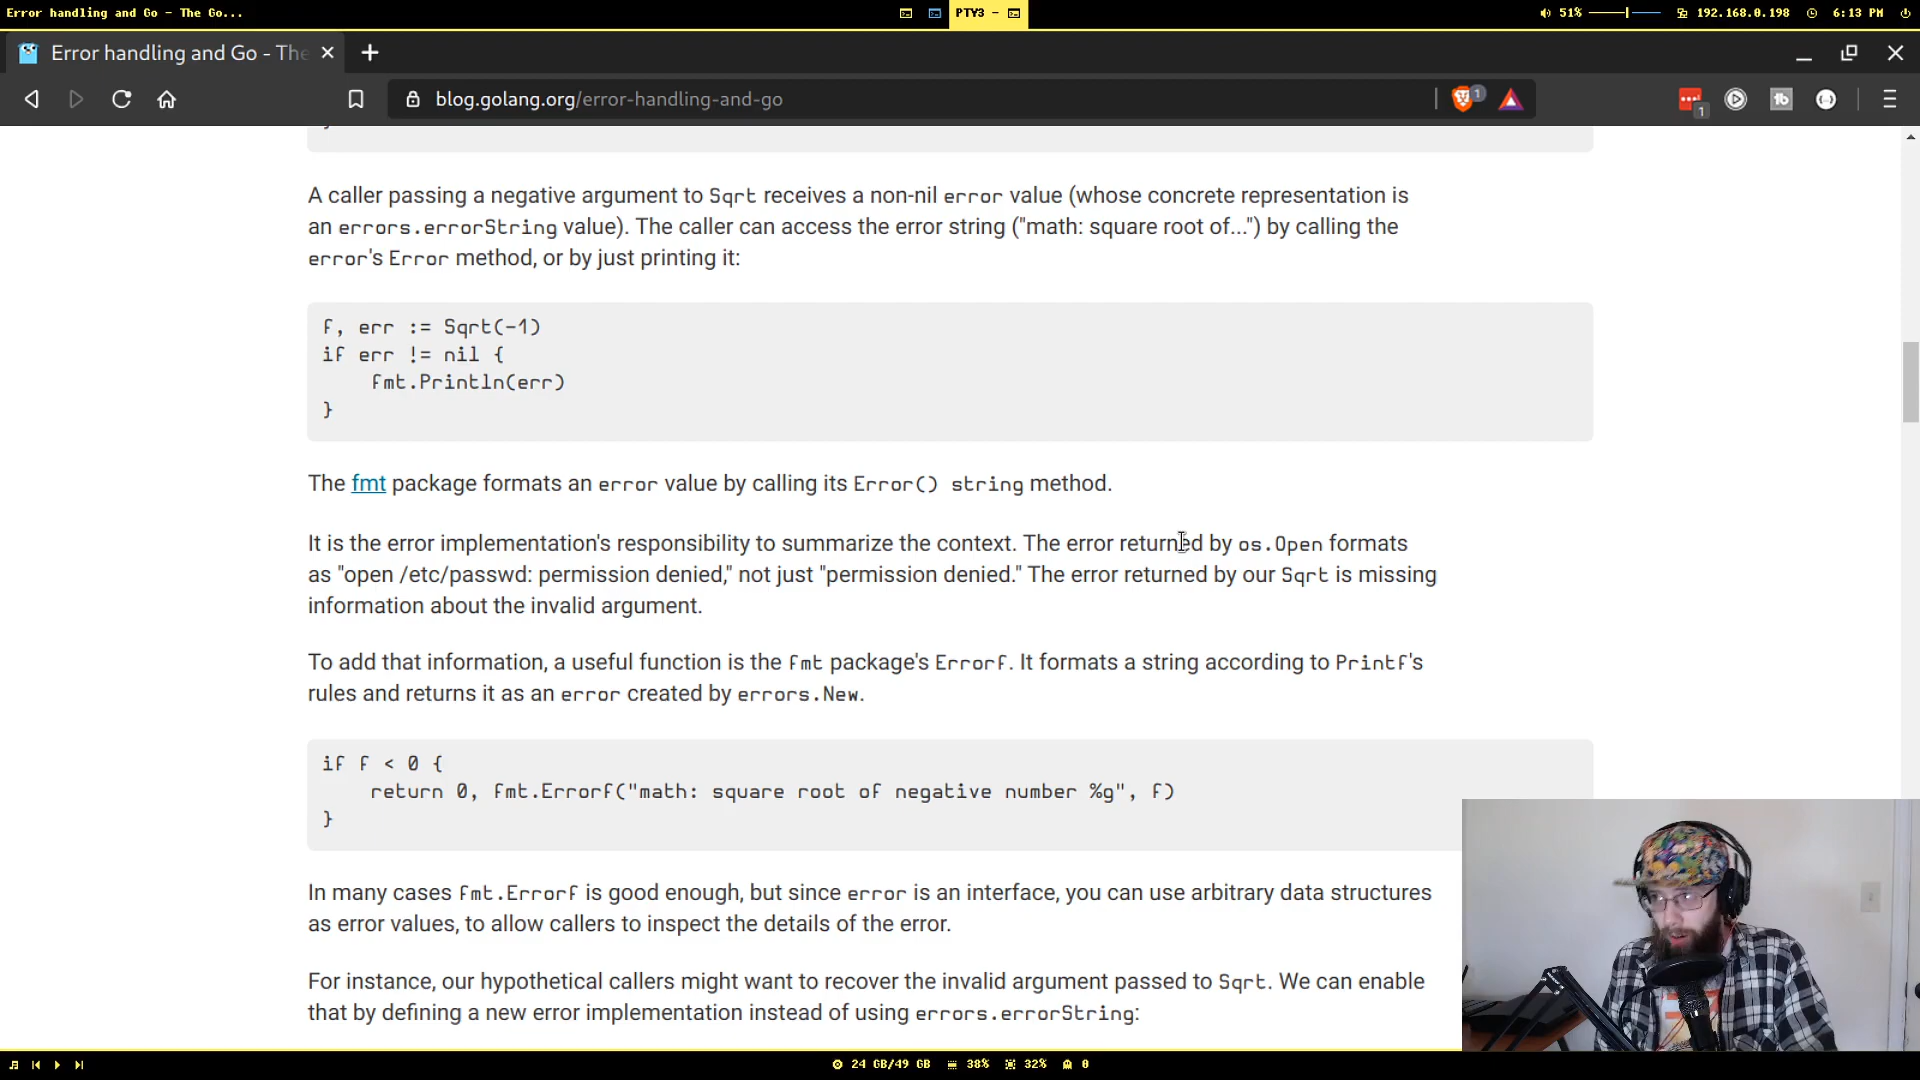 Error handling and Go - The Go...
PTY3 -
51%
192.168.0.198
6:13 PM
Error handling and Go - The
blog.golang.org/error-handling-and-go
1
1
A caller passing a negative argument to Sqrt receives a non-nil error value (whose concrete representation is
an errors.errorString value). The caller can access the error string ("math: square root of...") by calling the
error's Error method, or by just printing it:
f, err := Sqrt(-1)
if err != nil {
fmt.Println(err)
}
The fmt package formats an error value by calling its Error() string method.
It is the error implementation's responsibility to summarize the context. The error returned by os.Open formats
as "open /etc/passwd: permission denied," not just "permission denied." The error returned by our Sqrt is missing
information about the invalid argument.
To add that information, a useful function is the fmt package's Errorf. It formats a string according to Printf's
rules and returns it as an error created by errors.New.
if f < 0 {
return 0, fmt.Errorf("math: square root of negative number %g", f)
}
In many cases fmt.Errorf is good enough, but since error is an interface, you can use arbitrary data structures
as error values, to allow callers to inspect the details of the error.
For instance, our hypothetical callers might want to recover the invalid argument passed to Sqrt. We can enable
that by defining a new error implementation instead of using errors.errorString:
24 GB/49 GB
38%
32%
0